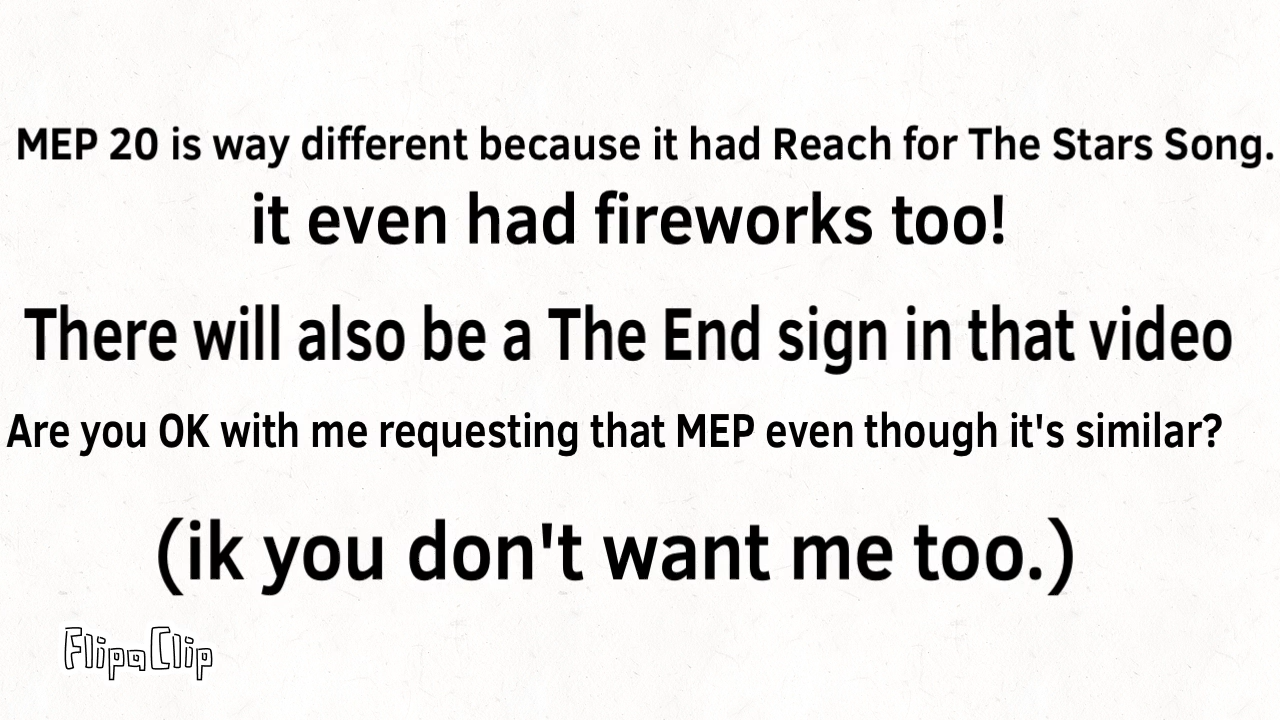 MEP 20 is way different because it had Reach for The Stars Song.
it even had fireworks too!
There will also be a The End sign in that video
Are you OK with me requesting that MEP even though it's similar?
(ik you don't want me too.)
FlipaClip